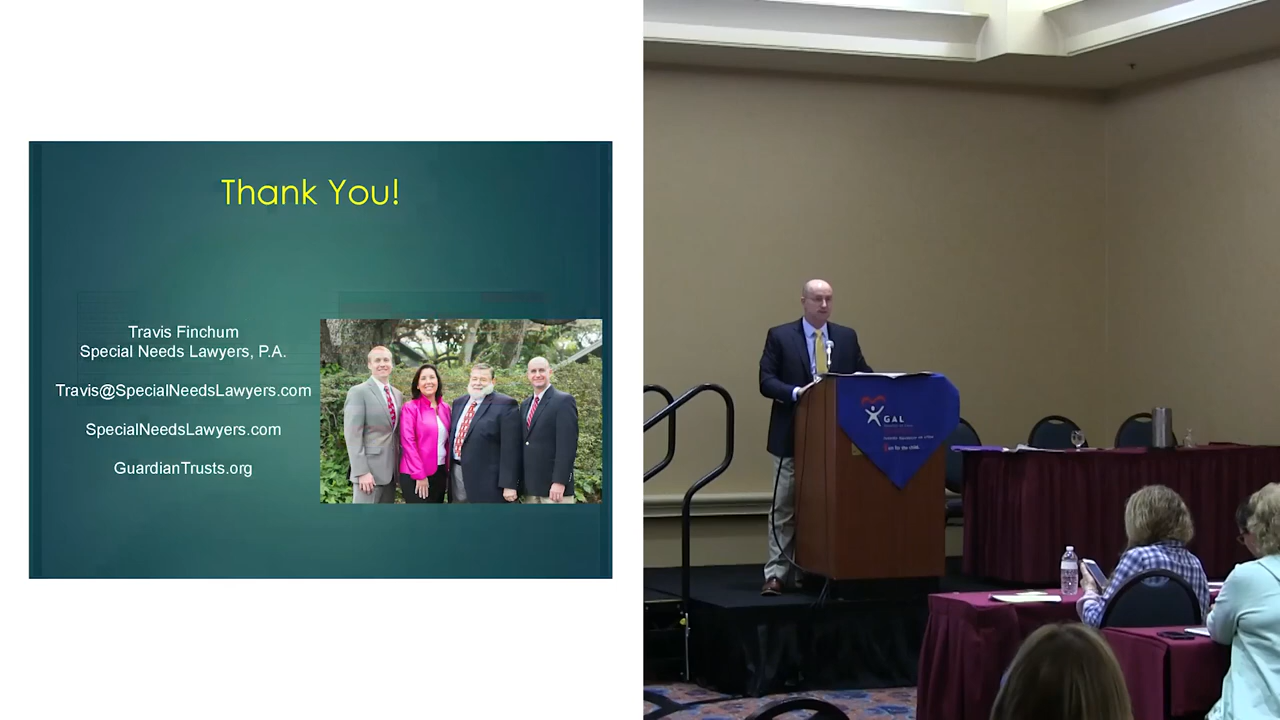 Thank You!
Travis Finchum
Special Needs Lawyers, P.A.
Travis@SpecialNeedsLawyers.com
SpecialNeedsLawyers.com
GuardianTrusts.org
GAL
for the child.